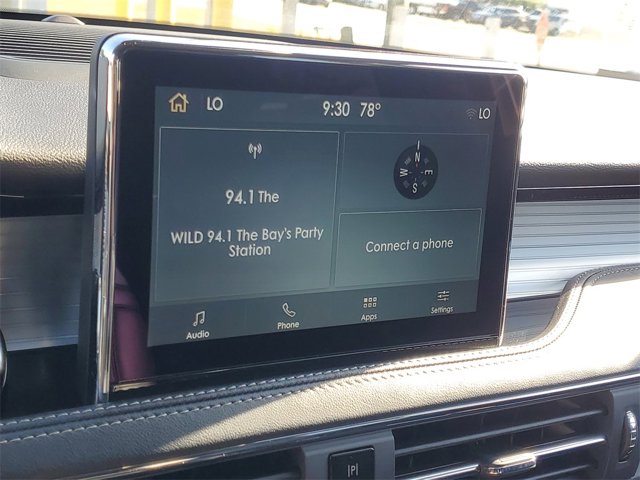 LO 9:30 78° LO
94.1 The
WILD 94.1 The Bay's Party
Station
N
W E
S
Connect a phone
Audio Phone Apps Settings